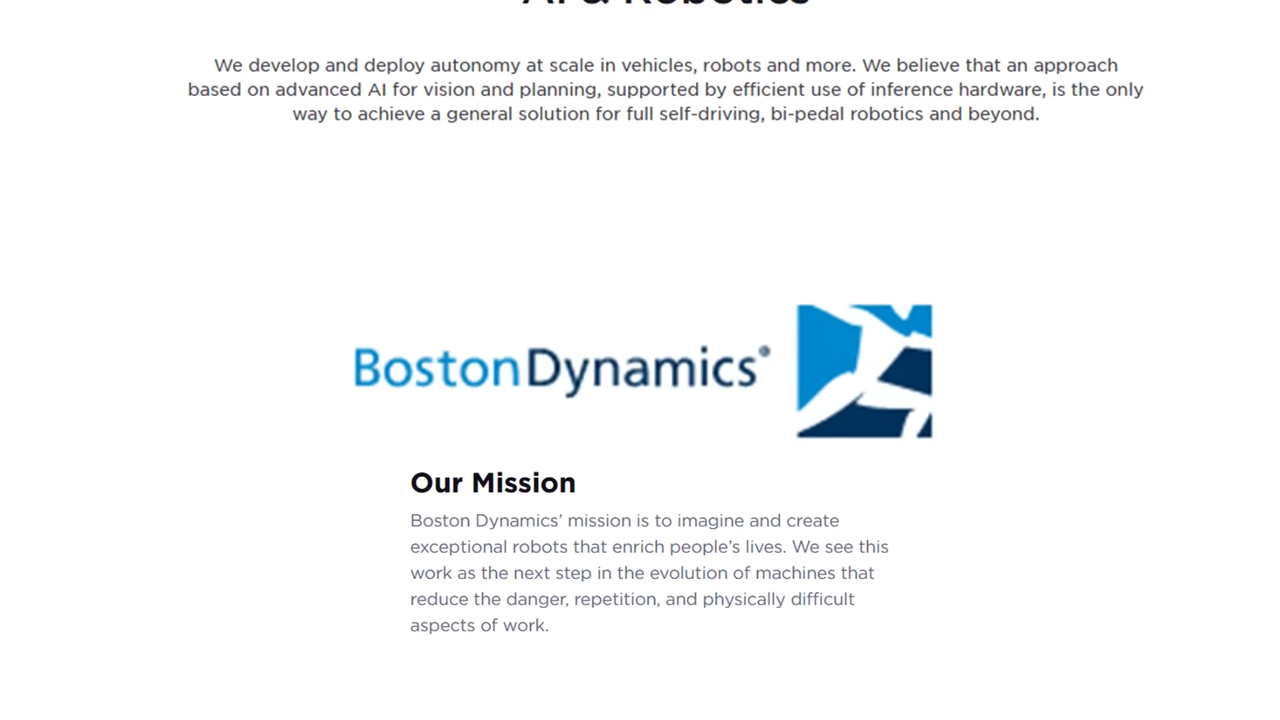 AI & Robotics
We develop and deploy autonomy at scale in vehicles, robots and more. We believe that an approach
based on advanced AI for vision and planning, supported by efficient use of inference hardware, is the only
way to achieve a general solution for full self-driving, bi-pedal robotics and beyond.
BostonDynamics®
Our Mission
Boston Dynamics’ mission is to imagine and create
exceptional robots that enrich people’s lives. We see this
work as the next step in the evolution of machines that
reduce the danger, repetition, and physically difficult
aspects of work.